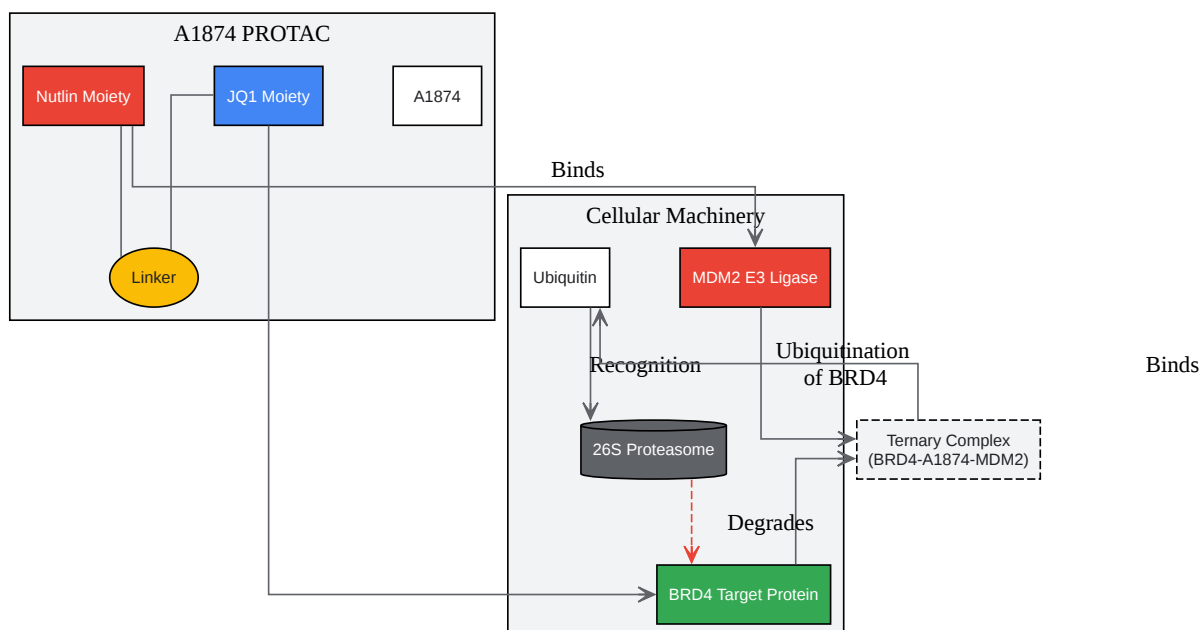 A1874 PROTAC
Nutlin Moiety
JQ1 Moiety
A1874
Binds
Cellular Machinery
Linker
Ubiquitin
MDM2 E3 Ligase
Recognition
Ubiquitination
of BRD4
Binds
26S Proteasome
Ternary Complex
(BRD4-A1874-MDM2)
Degrades
BRD4 Target Protein